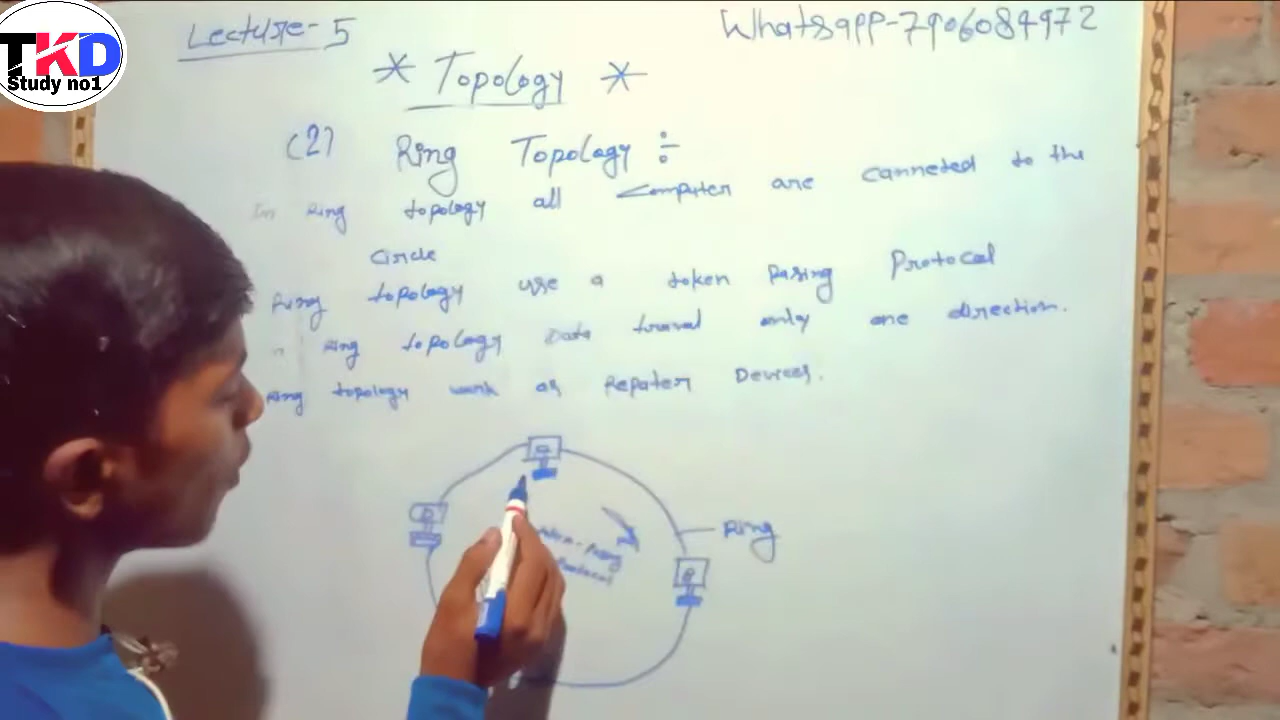 TKD
Study no1
Lecture-5
Whatsapp-7906084972
* Topology *
(2) Ring Topology ÷
In Ring topology all Computer are canneted to the
Circle
Ring topology use a token Pasing Protocal
n Ring topology Data traval only one direction.
Ring topology work as Repater Devices.
Ring